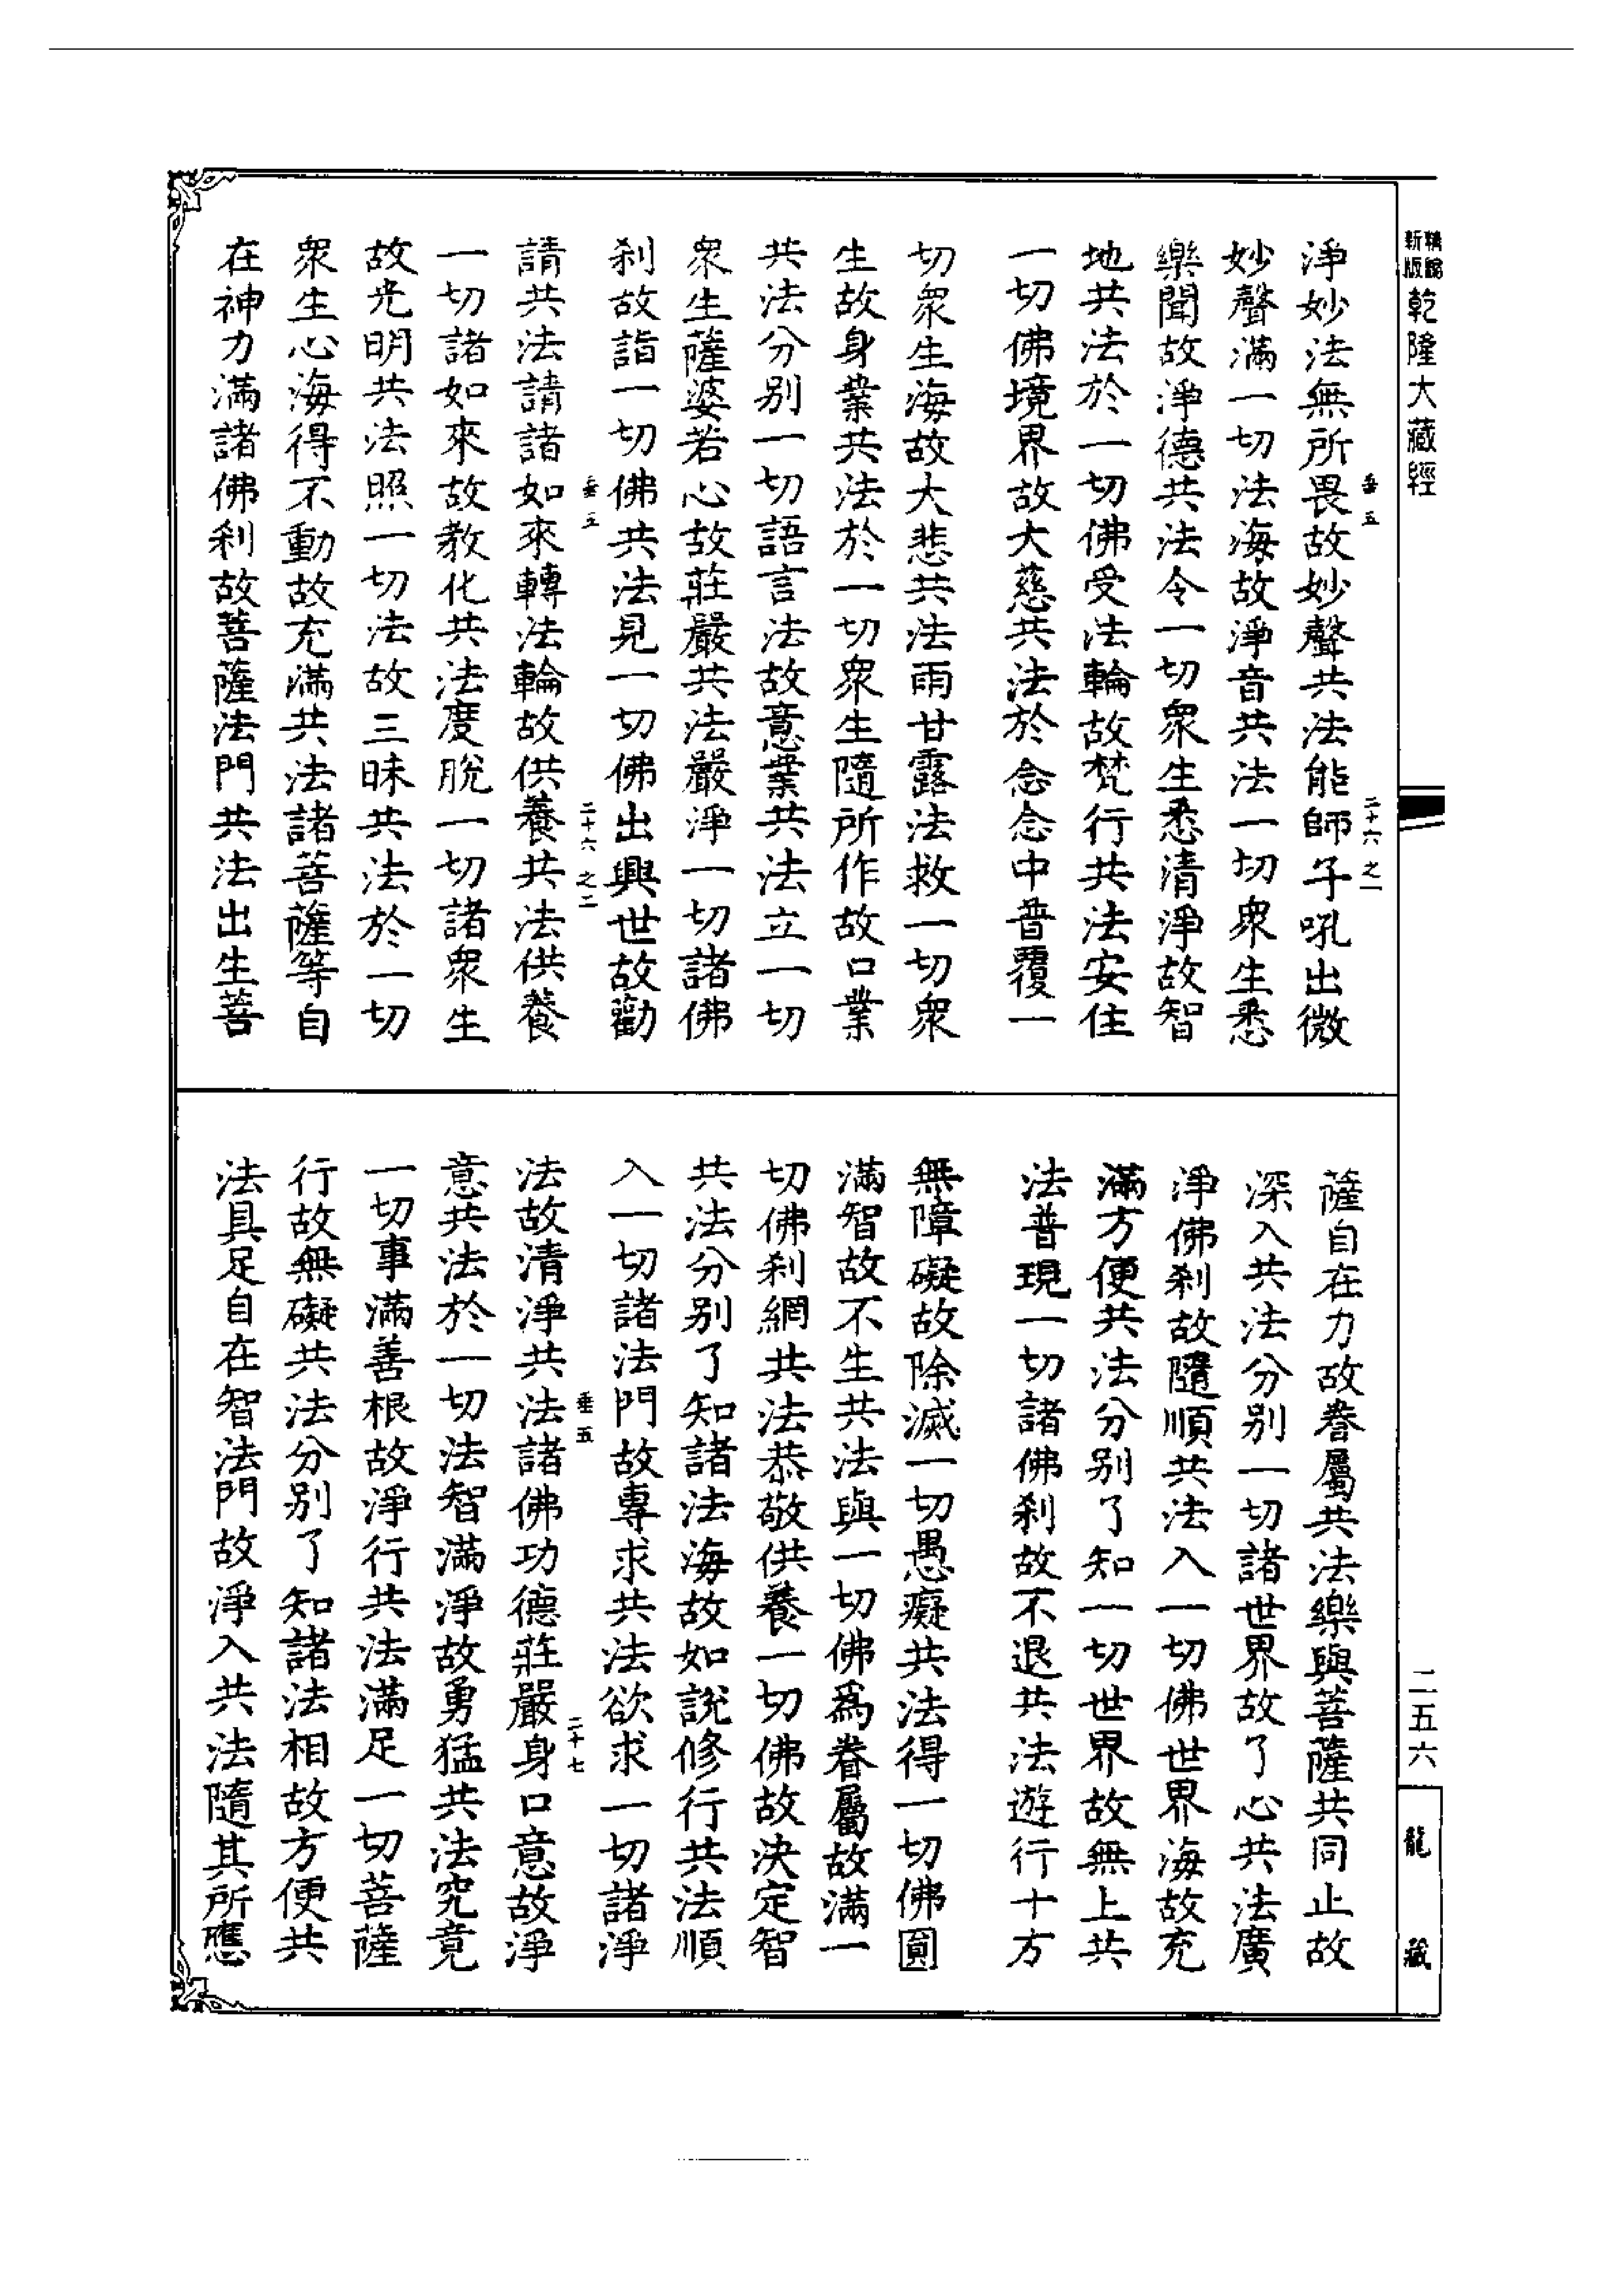 新編縮版乾隆大藏經
垂五
二十六之一
淨妙法無所畏故妙聲共法能師子吼出微
妙聲滿一切法海故淨音共法一切衆生悉
樂聞故淨德共法令一切衆生悉清淨故智
地共法於一切佛受法輪故梵行共法安住
一切佛境界故大慈共法於念念中普覆一
切衆生海故大悲共法雨甘露法救一切衆
生故身業共法於一切衆生隨所作故口業
共法分别一切語言法故意業共法立一切
衆生薩婆若心故莊嚴共法嚴淨一切諸佛
刹故詣一切佛共法見一切佛出興世故勸
垂五
二十六之二
請共法請諸如來轉法輪故供養共法供養
一切諸如來故教化共法度脫一切諸衆生
故光明共法照一切法故三昧共法於一切
衆生心海得不動故充滿共法諸菩薩等自
在神力滿諸佛刹故菩薩法門共法出生菩
薩自在力故眷屬共法樂與菩薩共同止故
深入共法分别一切諸世界故了心共法廣
淨佛刹故隨順共法入一切佛世界海故充
滿方便共法分别了知一切世界故無上共
法普現一切諸佛刹故不退共法遊行十方
無障礙故除滅一切愚癡共法得一切佛圓
滿智故不生共法與一切佛爲眷屬故滿一
切佛刹網共法恭敬供養一切佛故決定智
共法分别了知諸法海故如說修行共法順
入一切諸法門故專求共法欲求一切諸淨
垂五
二十七
法故清淨共法諸佛功德莊嚴身口意故淨
意共法於一切法智滿淨故勇猛共法究竟
一切事滿善根故淨行共法滿足一切菩薩
行故無礙共法分别了知諸法相故方便共
法具足自在智法門故淨入共法隨其所應
二五六
龍藏